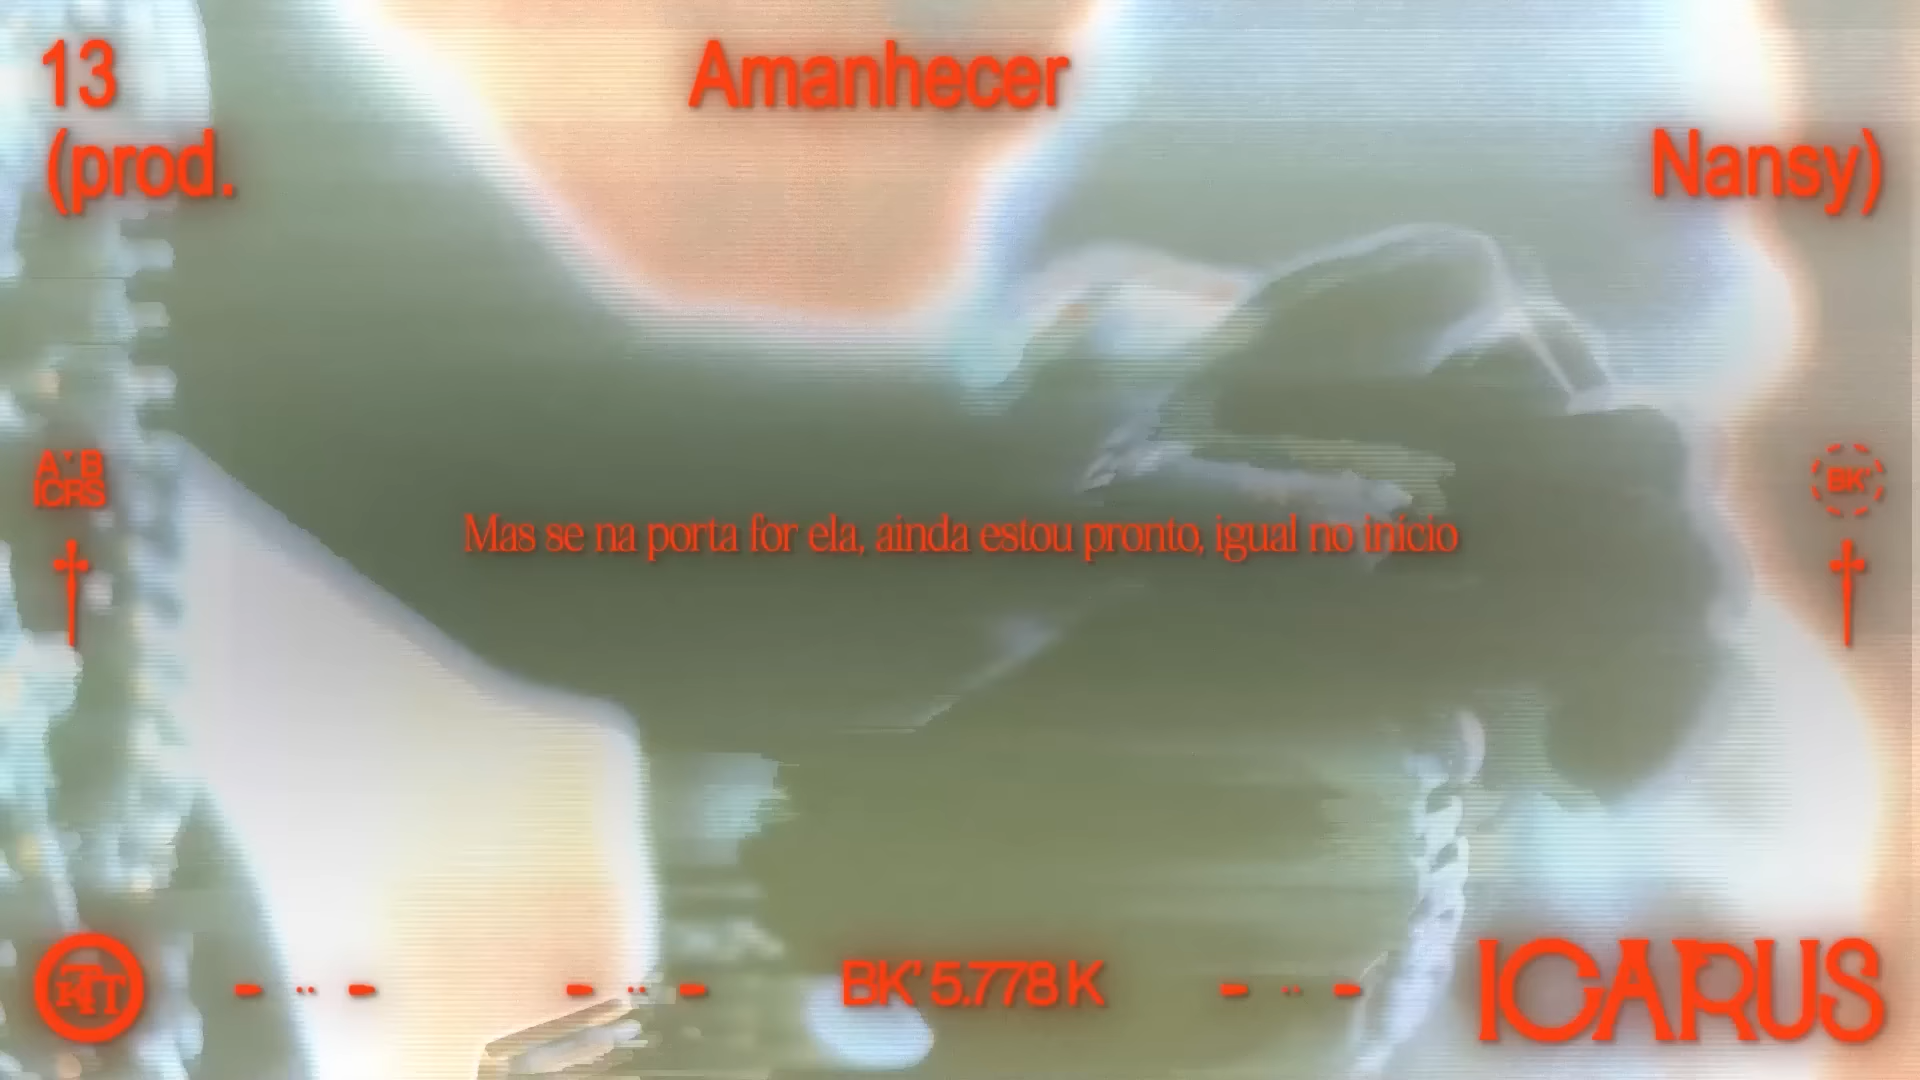 13
Amanhecer
(prod.
Nansy)
A*B
ICRS
BK'
Mas se na porta for ela, ainda estou pronto, igual no início
BK' 5.778 K
ICARUS